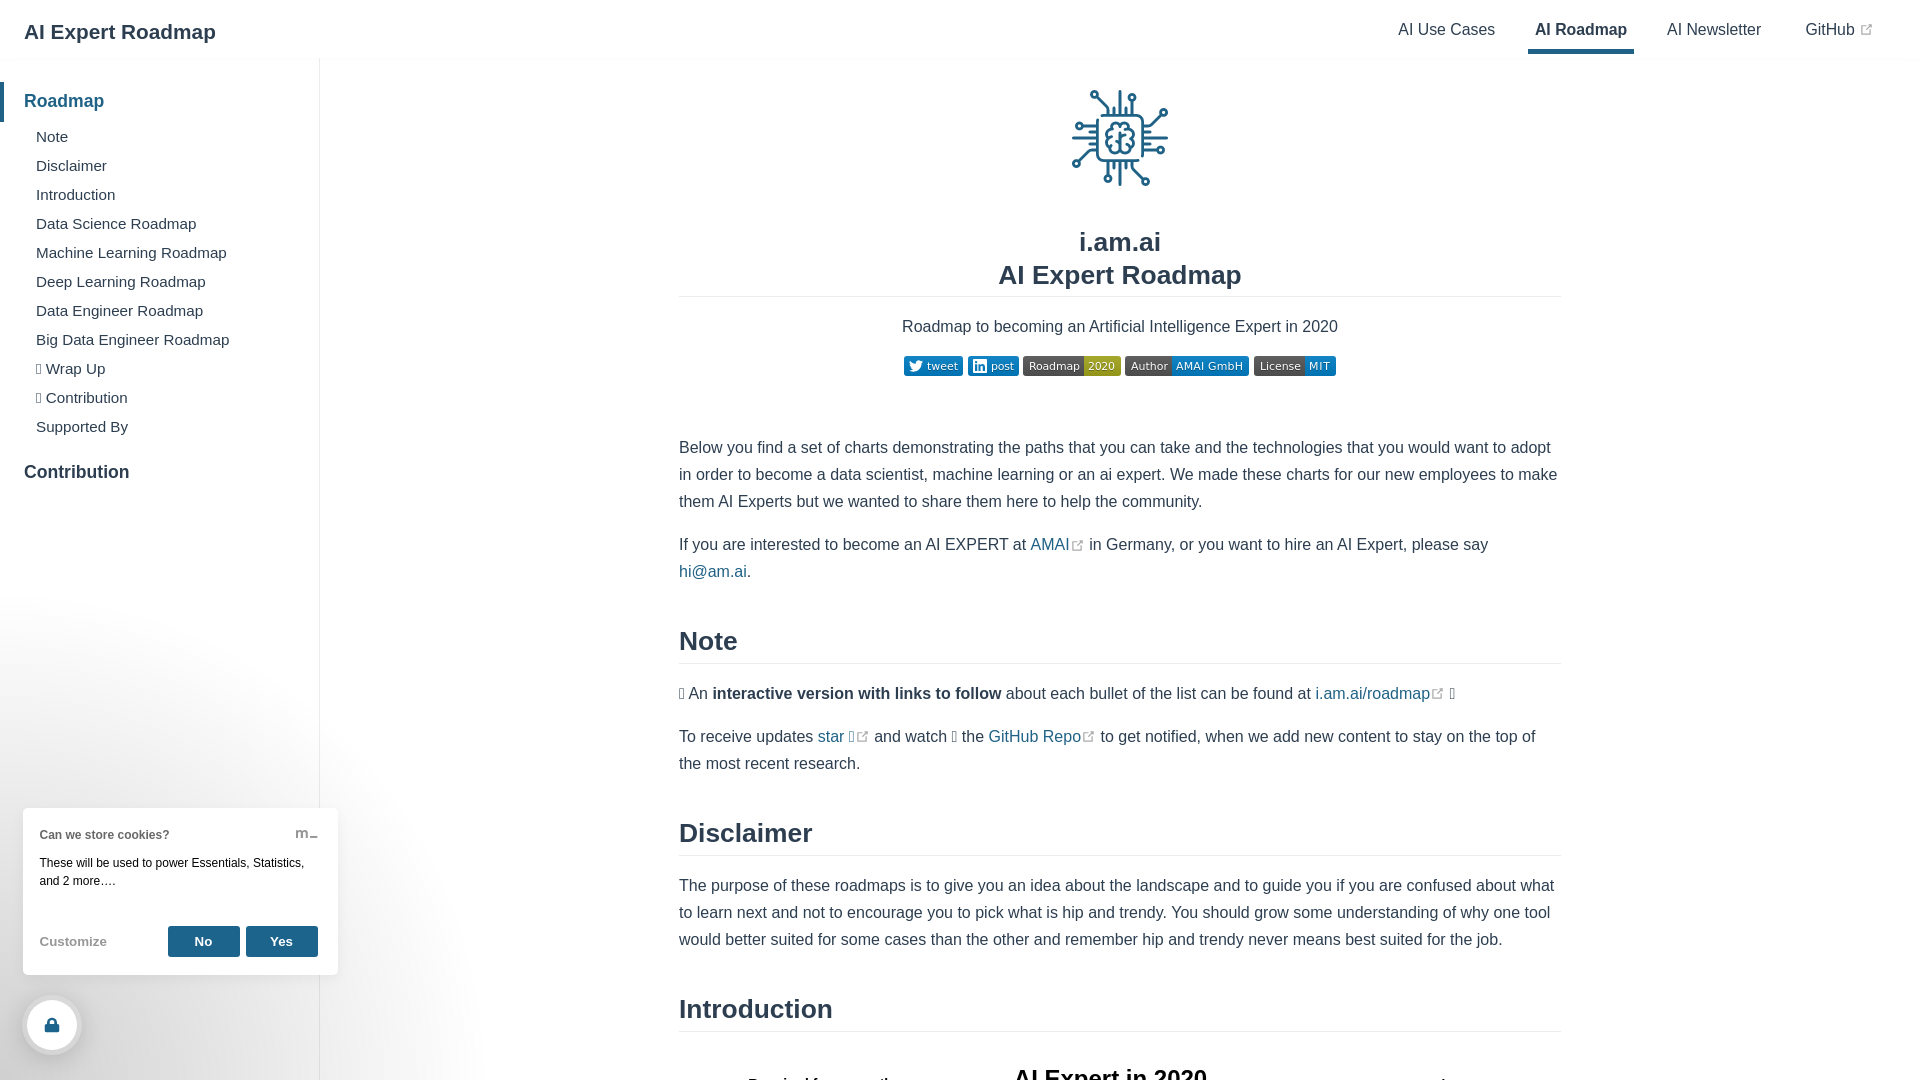 AI Expert Roadmap
AI Use Cases
AI Roadmap
AI Newsletter
GitHub
Roadmap
Note
Disclaimer
Introduction
Data Science Roadmap
Machine Learning Roadmap
Deep Learning Roadmap
Data Engineer Roadmap
Big Data Engineer Roadmap
Wrap Up
Contribution
Supported By
Contribution
i.am.ai
AI Expert Roadmap
Roadmap to becoming an Artificial Intelligence Expert in 2020
tweet
post
Roadmap 2020
Author AMAI GmbH
License MIT
Below you find a set of charts demonstrating the paths that you can take and the technologies that you would want to adopt
in order to become a data scientist, machine learning or an ai expert. We made these charts for our new employees to make
them AI Experts but we wanted to share them here to help the community.
If you are interested to become an AI EXPERT at AMAI in Germany, or you want to hire an AI Expert, please say
hi@am.ai.
Note
An interactive version with links to follow about each bullet of the list can be found at i.am.ai/roadmap
To receive updates star and watch the GitHub Repo to get notified, when we add new content to stay on the top of
the most recent research.
Disclaimer
The purpose of these roadmaps is to give you an idea about the landscape and to guide you if you are confused about what
to learn next and not to encourage you to pick what is hip and trendy. You should grow some understanding of why one tool
would better suited for some cases than the other and remember hip and trendy never means best suited for the job.
Introduction
AI Expert in 2020
Can we store cookies?
These will be used to power Essentials, Statistics,
and 2 more….
Customize
No
Yes